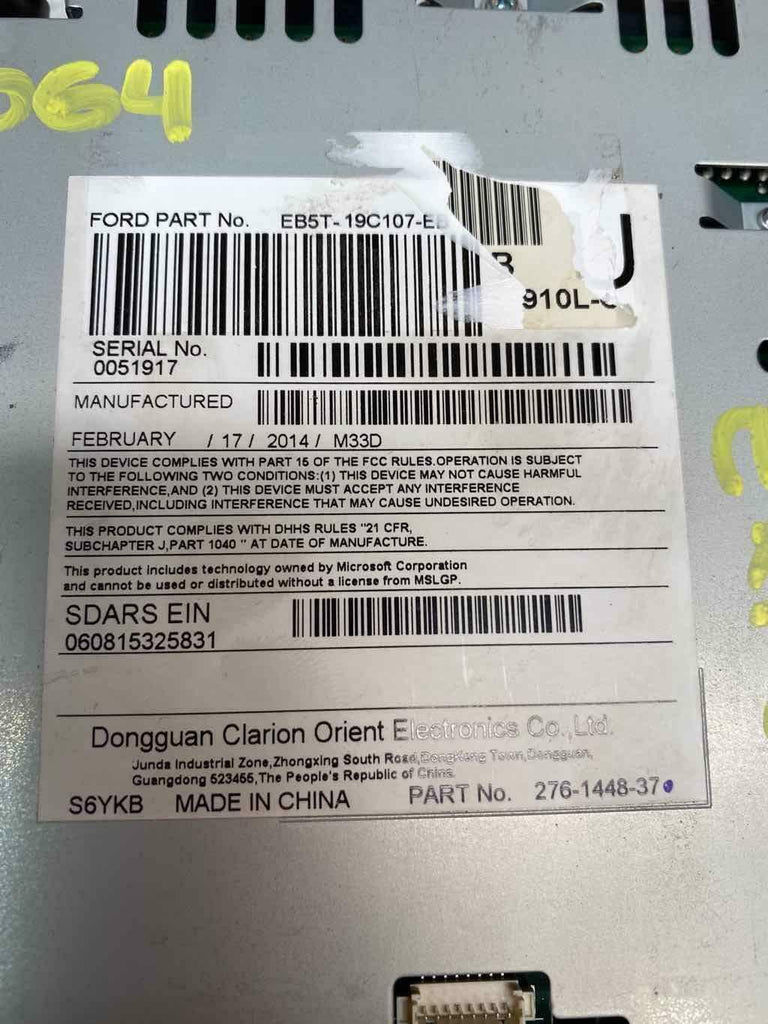 064
FORD PART No. EB5T-19C107-EB
B
J
910L-
SERIAL No.
0051917
MANUFACTURED
FEBRUARY / 17 / 2014 / M33D
THIS DEVICE COMPLIES WITH PART 15 OF THE FCC RULES.OPERATION IS SUBJECT
TO THE FOLLOWING TWO CONDITIONS:(1) THIS DEVICE MAY NOT CAUSE HARMFUL
INTERFERENCE,AND (2) THIS DEVICE MUST ACCEPT ANY INTERFERENCE
RECEIVED,INCLUDING INTERFERENCE THAT MAY CAUSE UNDESIRED OPERATION.
THIS PRODUCT COMPLIES WITH DHHS RULES "21 CFR,
SUBCHAPTER J,PART 1040 " AT DATE OF MANUFACTURE.
This product includes technology owned by Microsoft Corporation
and cannot be used or distributed without a license from MSLGP.
SDARS EIN
060815325831
Dongguan Clarion Orient Electronics Co.,Ltd.
Junda Industrial Zone,Zhongxing South Road,DongKeng Town,Dongguan,
Guangdong 523455,The People's Republic of China
S6YKB MADE IN CHINA PART No. 276-1448-37